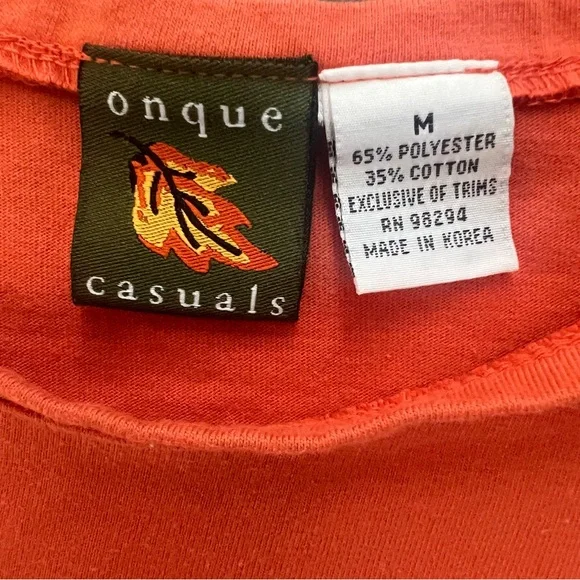 onque
casuals
M
65% POLYESTER
35% COTTON
EXCLUSIVE OF TRIMS
RN 98294
MADE IN KOREA